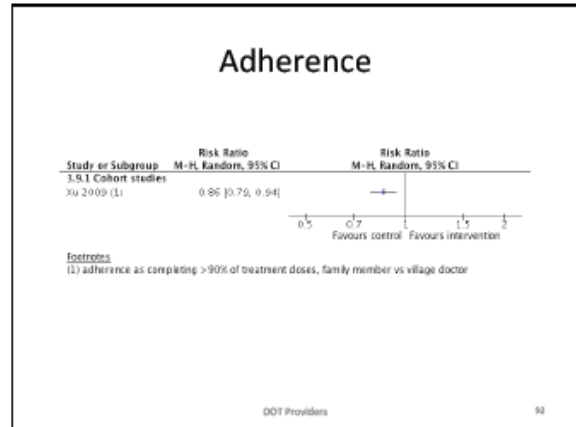 Adherence
Risk Ratio Risk Ratio
Study or Subgroup M-H, Random, 95% CI M-H, Random, 95% CI
3.9.1 Cohort studies
Xu 2009 (1) 0.86 [0.79, 0.94]
0.5 0.7 1 1.5 2
Favours control Favours intervention
Footnotes
(1) adherence as completing >90% of treatment doses, family member vs village doctor
DOT Providers 92